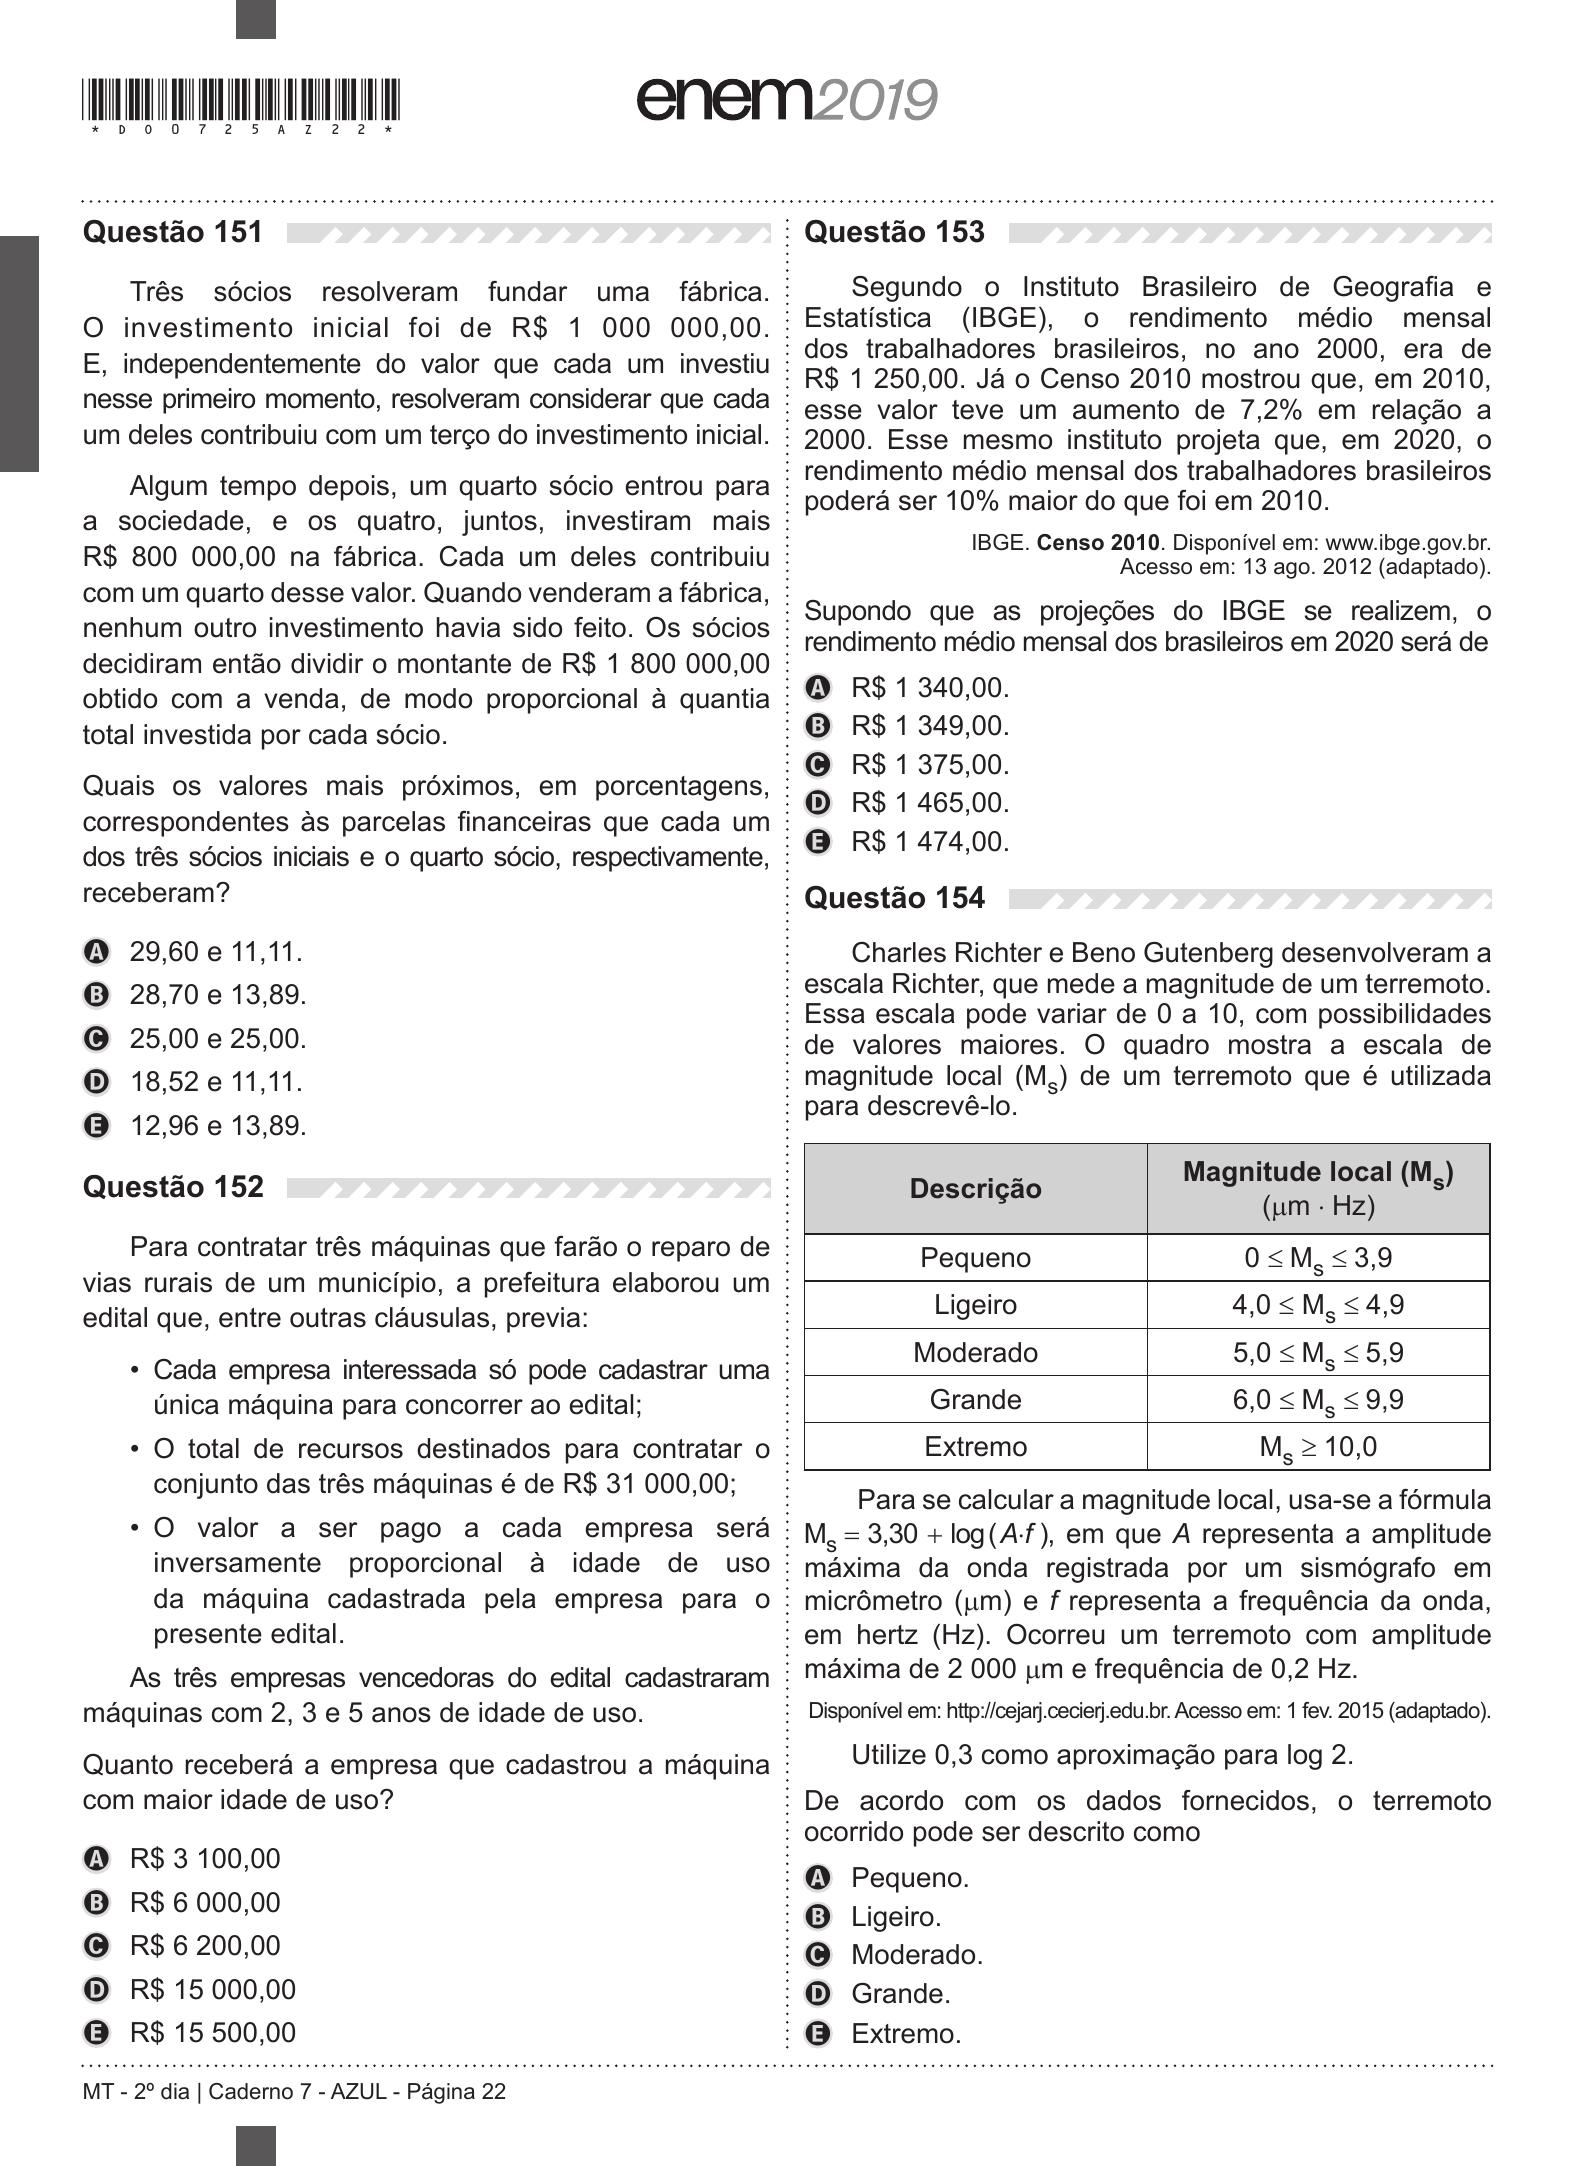 *DO0725AZ22*
enem2019
Questão 151
Três sócios resolveram fundar uma fábrica.
O investimento inicial foi de R$ 1 000 000,00.
E, independentemente do valor que cada um investiu
nesse primeiro momento, resolveram considerar que cada
um deles contribuiu com um terço do investimento inicial.
Algum tempo depois, um quarto sócio entrou para
a sociedade, e os quatro, juntos, investiram mais
R$ 800 000,00 na fábrica. Cada um deles contribuiu
com um quarto desse valor. Quando venderam a fábrica,
nenhum outro investimento havia sido feito. Os sócios
decidiram então dividir o montante de R$ 1 800 000,00
obtido com a venda, de modo proporcional à quantia
total investida por cada sócio.
Quais os valores mais próximos, em porcentagens,
correspondentes às parcelas financeiras que cada um
dos três sócios iniciais e o quarto sócio, respectivamente,
receberam?
A 29,60 e 11,11.
B 28,70 e 13,89.
C 25,00 e 25,00.
D 18,52 e 11,11.
E 12,96 e 13,89.
Questão 152
Para contratar três máquinas que farão o reparo de
vias rurais de um município, a prefeitura elaborou um
edital que, entre outras cláusulas, previa:
• Cada empresa interessada só pode cadastrar uma
única máquina para concorrer ao edital;
• O total de recursos destinados para contratar o
conjunto das três máquinas é de R$ 31 000,00;
• O valor a ser pago a cada empresa será
inversamente proporcional à idade de uso
da máquina cadastrada pela empresa para o
presente edital.
As três empresas vencedoras do edital cadastraram
máquinas com 2, 3 e 5 anos de idade de uso.
Quanto receberá a empresa que cadastrou a máquina
com maior idade de uso?
A R$ 3 100,00
B R$ 6 000,00
C R$ 6 200,00
D R$ 15 000,00
E R$ 15 500,00
Questão 153
Segundo o Instituto Brasileiro de Geografia e
Estatística (IBGE), o rendimento médio mensal
dos trabalhadores brasileiros, no ano 2000, era de
R$ 1 250,00. Já o Censo 2010 mostrou que, em 2010,
esse valor teve um aumento de 7,2% em relação a
2000. Esse mesmo instituto projeta que, em 2020, o
rendimento médio mensal dos trabalhadores brasileiros
poderá ser 10% maior do que foi em 2010.
IBGE. Censo 2010. Disponível em: www.ibge.gov.br.
Acesso em: 13 ago. 2012 (adaptado).
Supondo que as projeções do IBGE se realizem, o
rendimento médio mensal dos brasileiros em 2020 será de
A R$ 1 340,00.
B R$ 1 349,00.
C R$ 1 375,00.
D R$ 1 465,00.
E R$ 1 474,00.
Questão 154
Charles Richter e Beno Gutenberg desenvolveram a
escala Richter, que mede a magnitude de um terremoto.
Essa escala pode variar de 0 a 10, com possibilidades
de valores maiores. O quadro mostra a escala de
magnitude local (Ms) de um terremoto que é utilizada
para descrevê-lo.
Descrição Magnitude local (Ms)
(μm · Hz)
Pequeno 0 ≤ Ms ≤ 3,9
Ligeiro 4,0 ≤ Ms ≤ 4,9
Moderado 5,0 ≤ Ms ≤ 5,9
Grande 6,0 ≤ Ms ≤ 9,9
Extremo Ms ≥ 10,0
Para se calcular a magnitude local, usa-se a fórmula
Ms = 3,30 + log(A·f), em que A representa a amplitude
máxima da onda registrada por um sismógrafo em
micrômetro (μm) e f representa a frequência da onda,
em hertz (Hz). Ocorreu um terremoto com amplitude
máxima de 2 000 μm e frequência de 0,2 Hz.
Disponível em: http://cejarj.cecierj.edu.br. Acesso em: 1 fev. 2015 (adaptado).
Utilize 0,3 como aproximação para log 2.
De acordo com os dados fornecidos, o terremoto
ocorrido pode ser descrito como
A Pequeno.
B Ligeiro.
C Moderado.
D Grande.
E Extremo.
MT - 2º dia | Caderno 7 - AZUL - Página 22